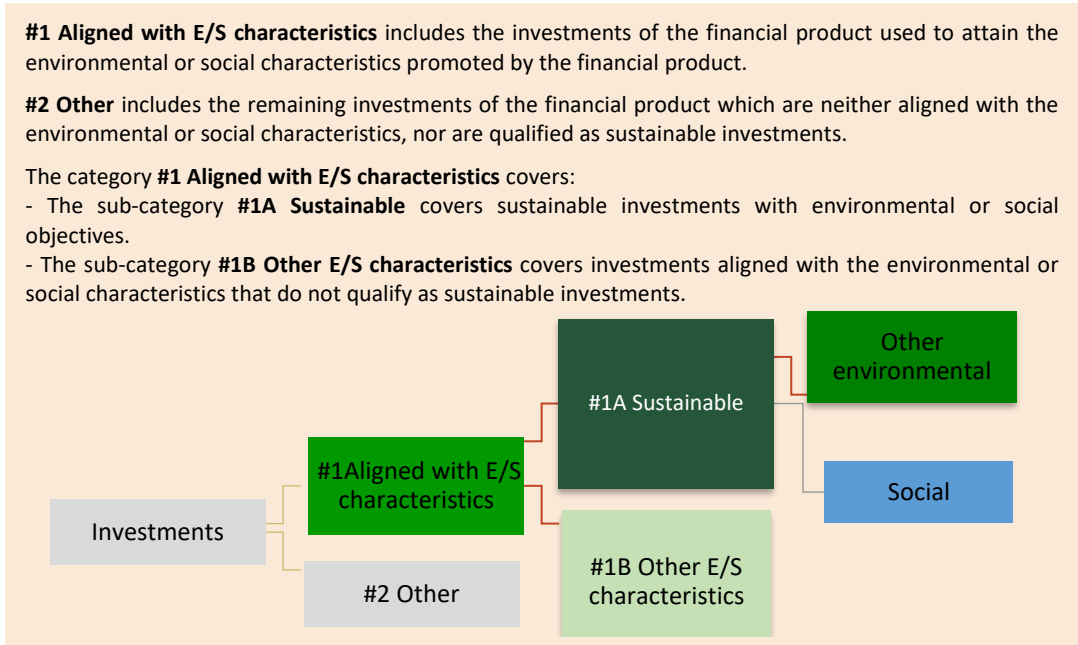 #1 Aligned with E/S characteristics includes the investments of the financial product used to attain the
environmental or social characteristics promoted by the financial product.
#2 Other includes the remaining investments of the financial product which are neither aligned with the
environmental or social characteristics, nor are qualified as sustainable investments.
The category #1 Aligned with E/S characteristics covers:
- The sub-category #1A Sustainable covers sustainable investments with environmental or social
objectives.
- The sub-category #1B Other E/S characteristics covers investments aligned with the environmental or
social characteristics that do not qualify as sustainable investments.
Investments
#1Aligned with E/S
characteristics
#2 Other
#1A Sustainable
#1B Other E/S
characteristics
Other
environmental
Social